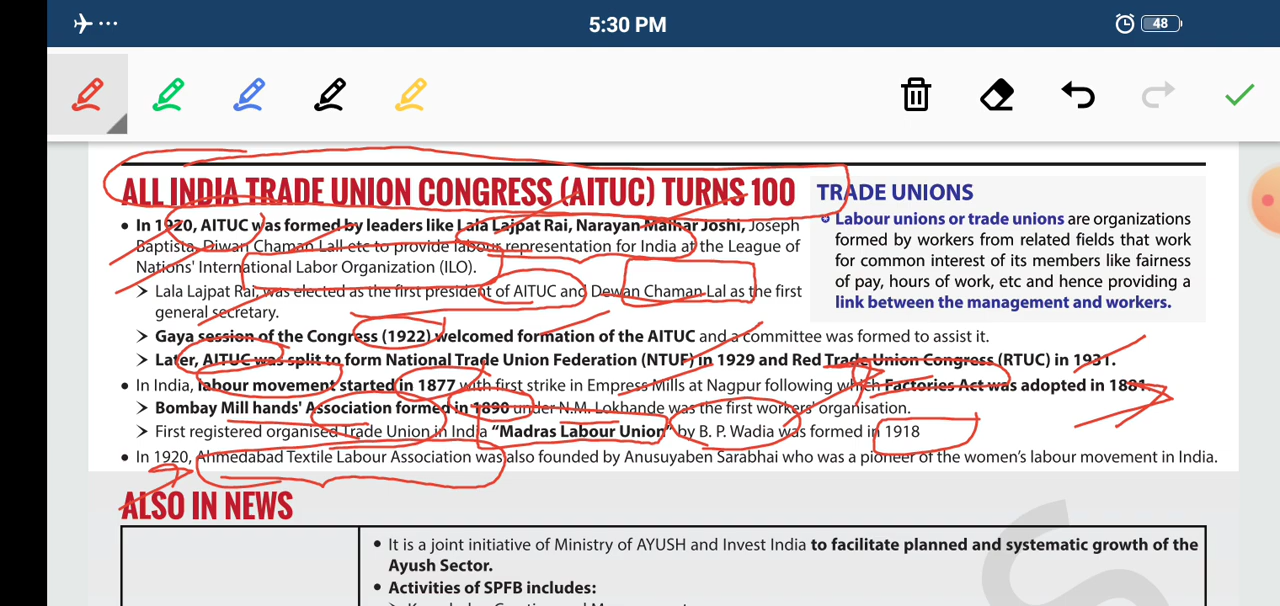 5:30 PM
48
ALL INDIA TRADE UNION CONGRESS (AITUC) TURNS 100
• In 1920, AITUC was formed by leaders like Lala Lajpat Rai, Narayan Malhar Joshi, Joseph
Baptista, Diwan Chaman Lall etc to provide labour representation for India at the League of
Nations' International Labor Organization (ILO).
➤ Lala Lajpat Rai, was elected as the first president of AITUC and Dewan Chaman Lal as the first
general secretary.
➤ Gaya session of the Congress (1922) welcomed formation of the AITUC and a committee was formed to assist it.
➤ Later, AITUC was split to form National Trade Union Federation (NTUF) in 1929 and Red Trade Union Congress (RTUC) in 1931.
• In India, labour movement started in 1877 with first strike in Empress Mills at Nagpur following which Factories Act was adopted in 1881.
➤ Bombay Mill hands' Association formed in 1890 under N.M. Lokhande was the first workers' organisation.
➤ First registered organised Trade Union in India "Madras Labour Union" by B. P. Wadia was formed in 1918
• In 1920, Ahmedabad Textile Labour Association was also founded by Anusuyaben Sarabhai who was a pioneer of the women's labour movement in India.
TRADE UNIONS
Labour unions or trade unions are organizations
formed by workers from related fields that work
for common interest of its members like fairness
of pay, hours of work, etc and hence providing a
link between the management and workers.
ALSO IN NEWS
• It is a joint initiative of Ministry of AYUSH and Invest India to facilitate planned and systematic growth of the
Ayush Sector.
• Activities of SPFB includes: